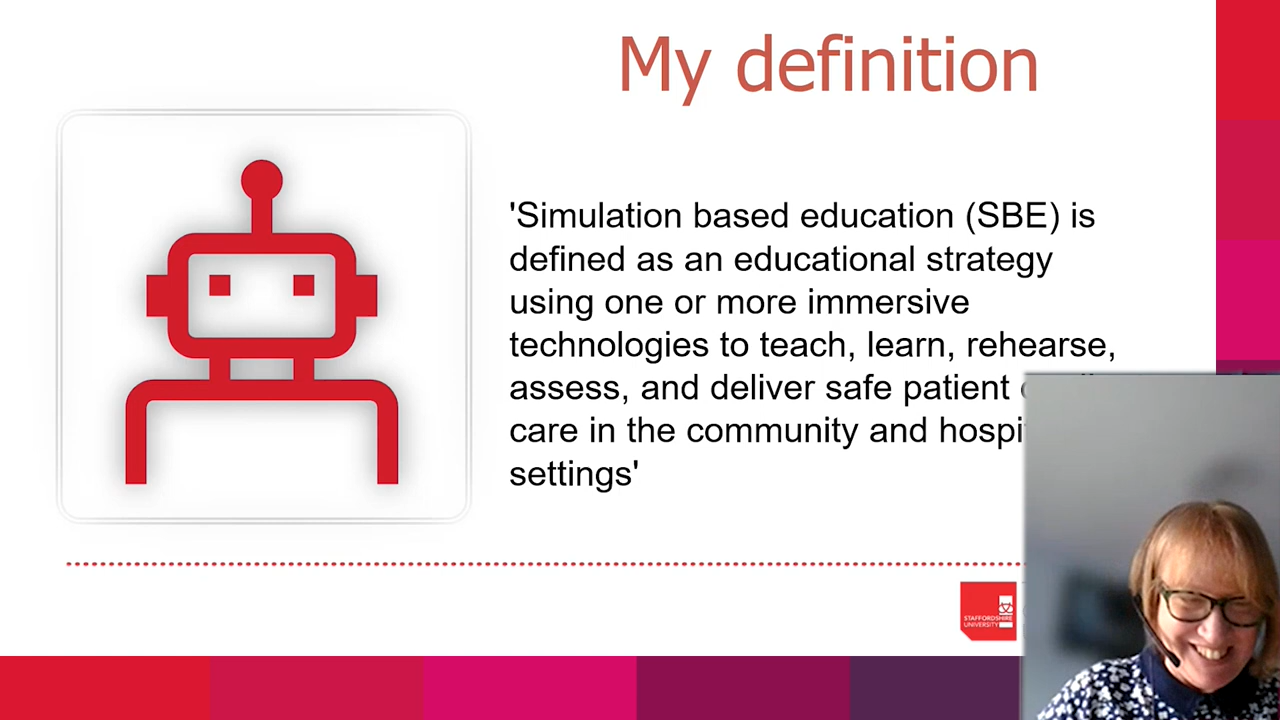 My definition
'Simulation based education (SBE) is
defined as an educational strategy
using one or more immersive
technologies to teach, learn, rehearse,
assess, and deliver safe patient
care in the community and
settings'
STAFFORDSHIRE
UNIVERSITY